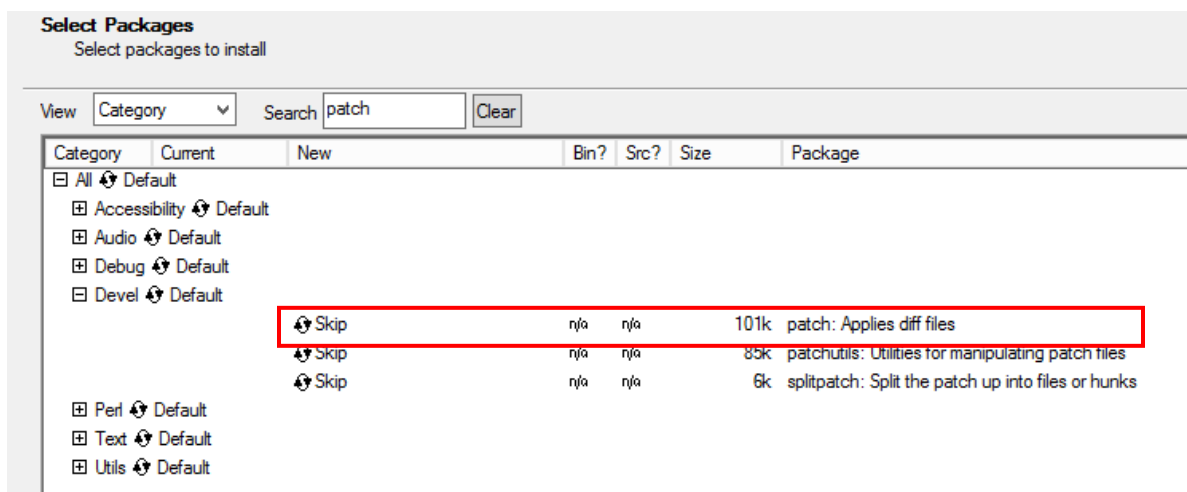 Select Packages
Select packages to install
View Category Search patch Clear
Category Current New Bin? Src? Size Package
All Default
Accessibility Default
Audio Default
Debug Default
Devel Default
Skip n/a n/a 101k patch: Applies diff files
Skip n/a n/a 85k patchutils: Utilities for manipulating patch files
Skip n/a n/a 6k splitpatch: Split the patch up into files or hunks
Perl Default
Text Default
Utils Default